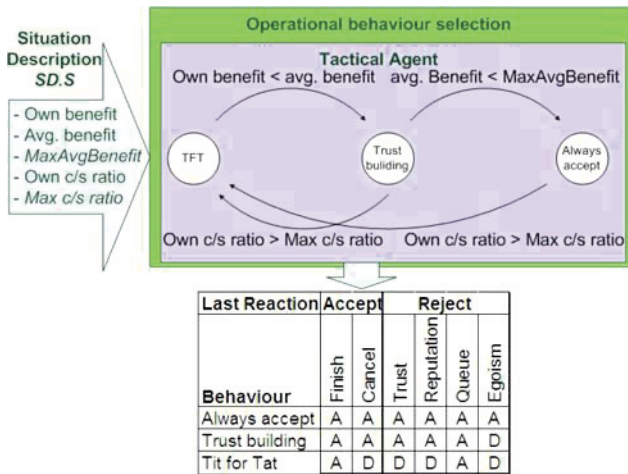 Operational behaviour selection
Situation
Description
SD.S
- Own benefit
- Avg. benefit
- MaxAvgBenefit
- Own c/s ratio
- Max c/s ratio
Tactical Agent
Own benefit < avg. benefit avg. Benefit < MaxAvgBenefit
TFT
Trust
buliding
Always
accept
Own c/s ratio > Max c/s ratio Own c/s ratio > Max c/s ratio
Last Reaction Accept Reject
Behaviour Finish Cancel Trust Reputation Queue Egoism
Always accept A A A A A A
Trust building A A A A A D
Tit for Tat A D D D A D